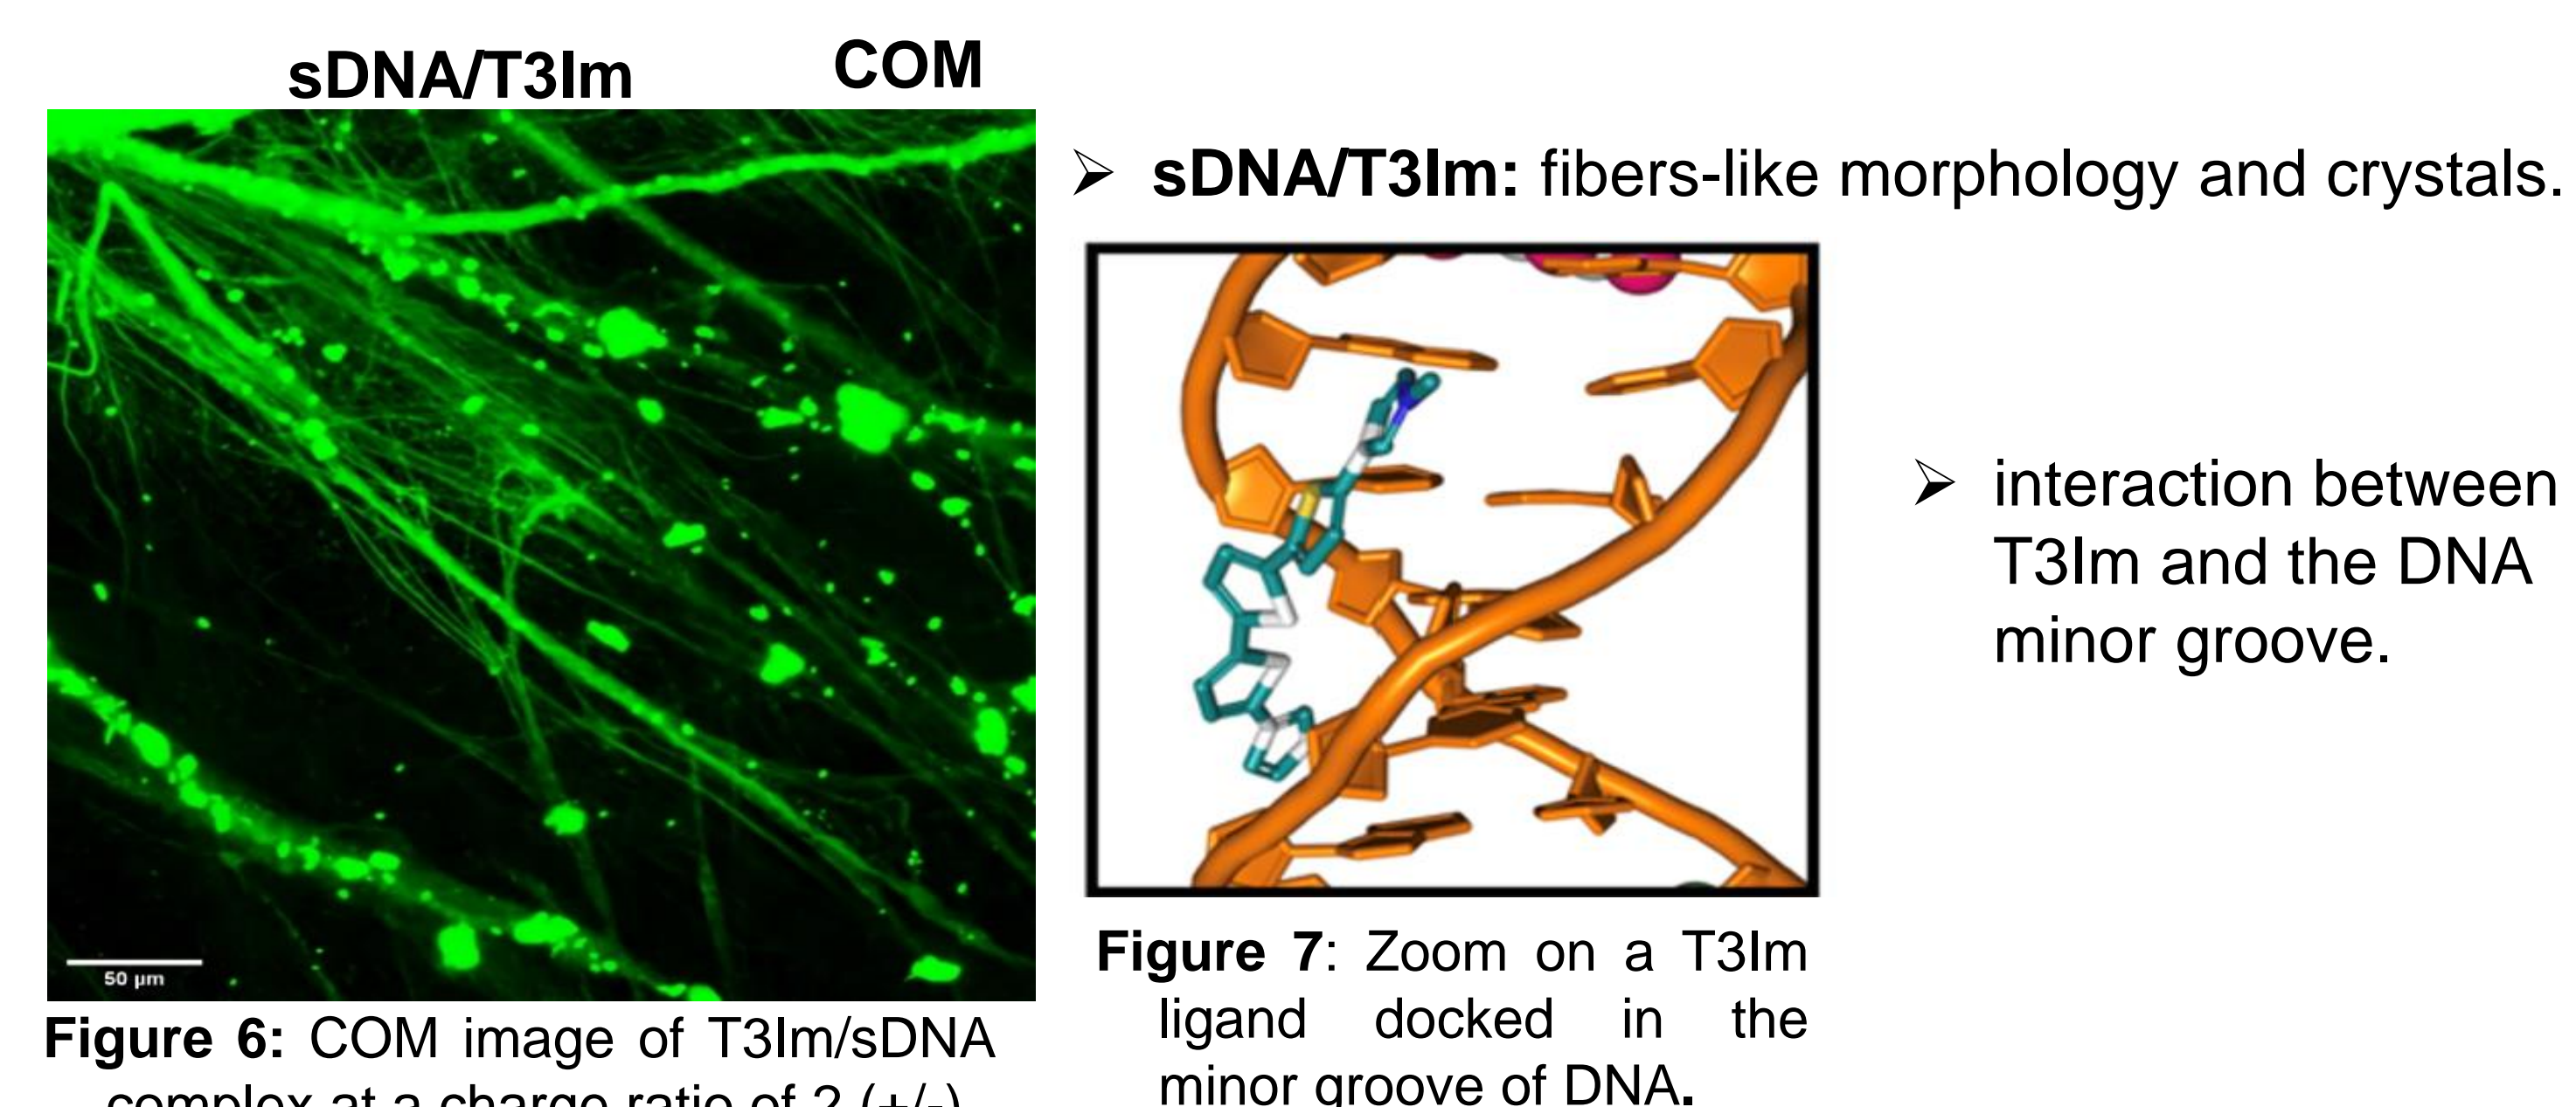 sDNA/T3Im
COM
➢ sDNA/T3Im: fibers-like morphology and crystals.
➢ interaction between
T3Im and the DNA
minor groove.
50 µm
Figure 6: COM image of T3Im/sDNA
complex at a charge ratio of 2 (+/-)
Figure 7: Zoom on a T3Im
ligand docked in the
minor groove of DNA.